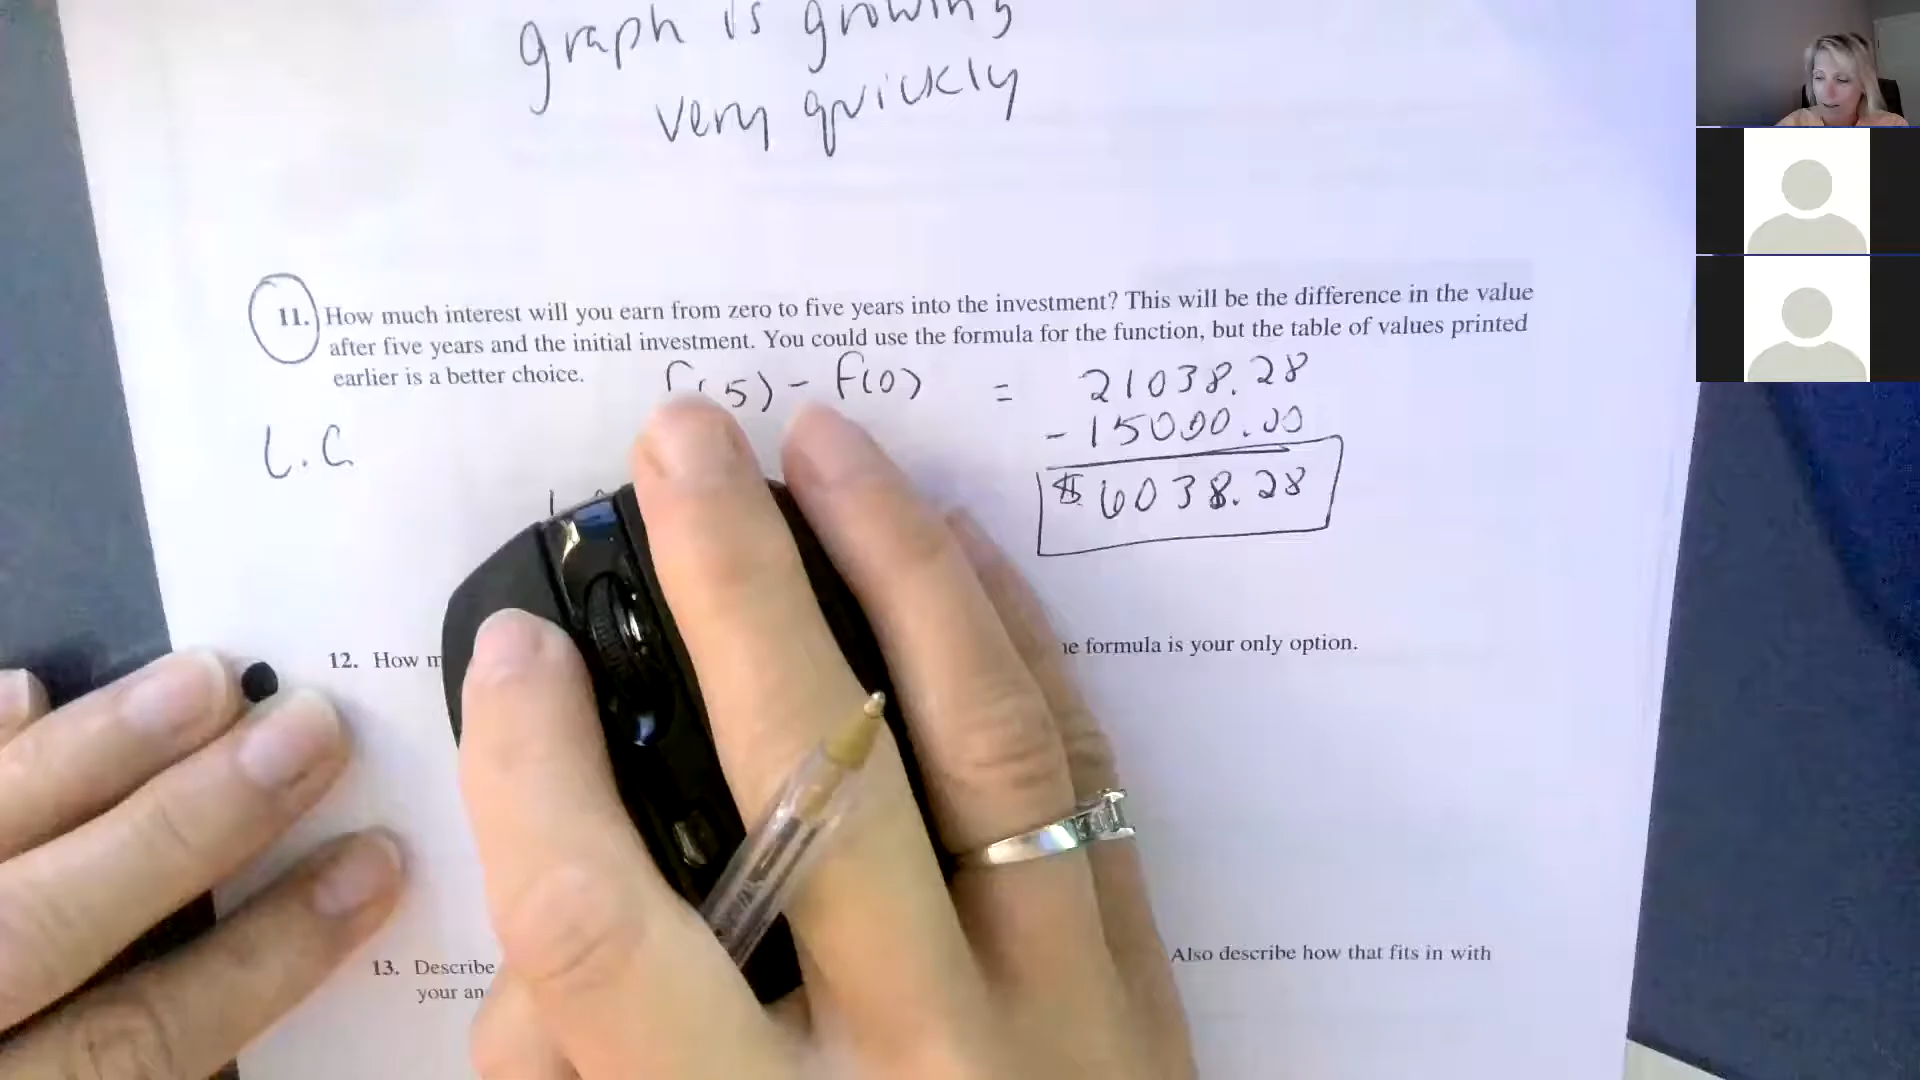 graph is growing
very quickly
11. How much interest will you earn from zero to five years into the investment? This will be the difference in the value
after five years and the initial investment. You could use the formula for the function, but the table of values printed
earlier is a better choice.
f(5) - f(0) = 21038.28
- 15000.00
$6038.28
12. How
formula is your only option.
13. Describe
Also describe how that fits in with
your